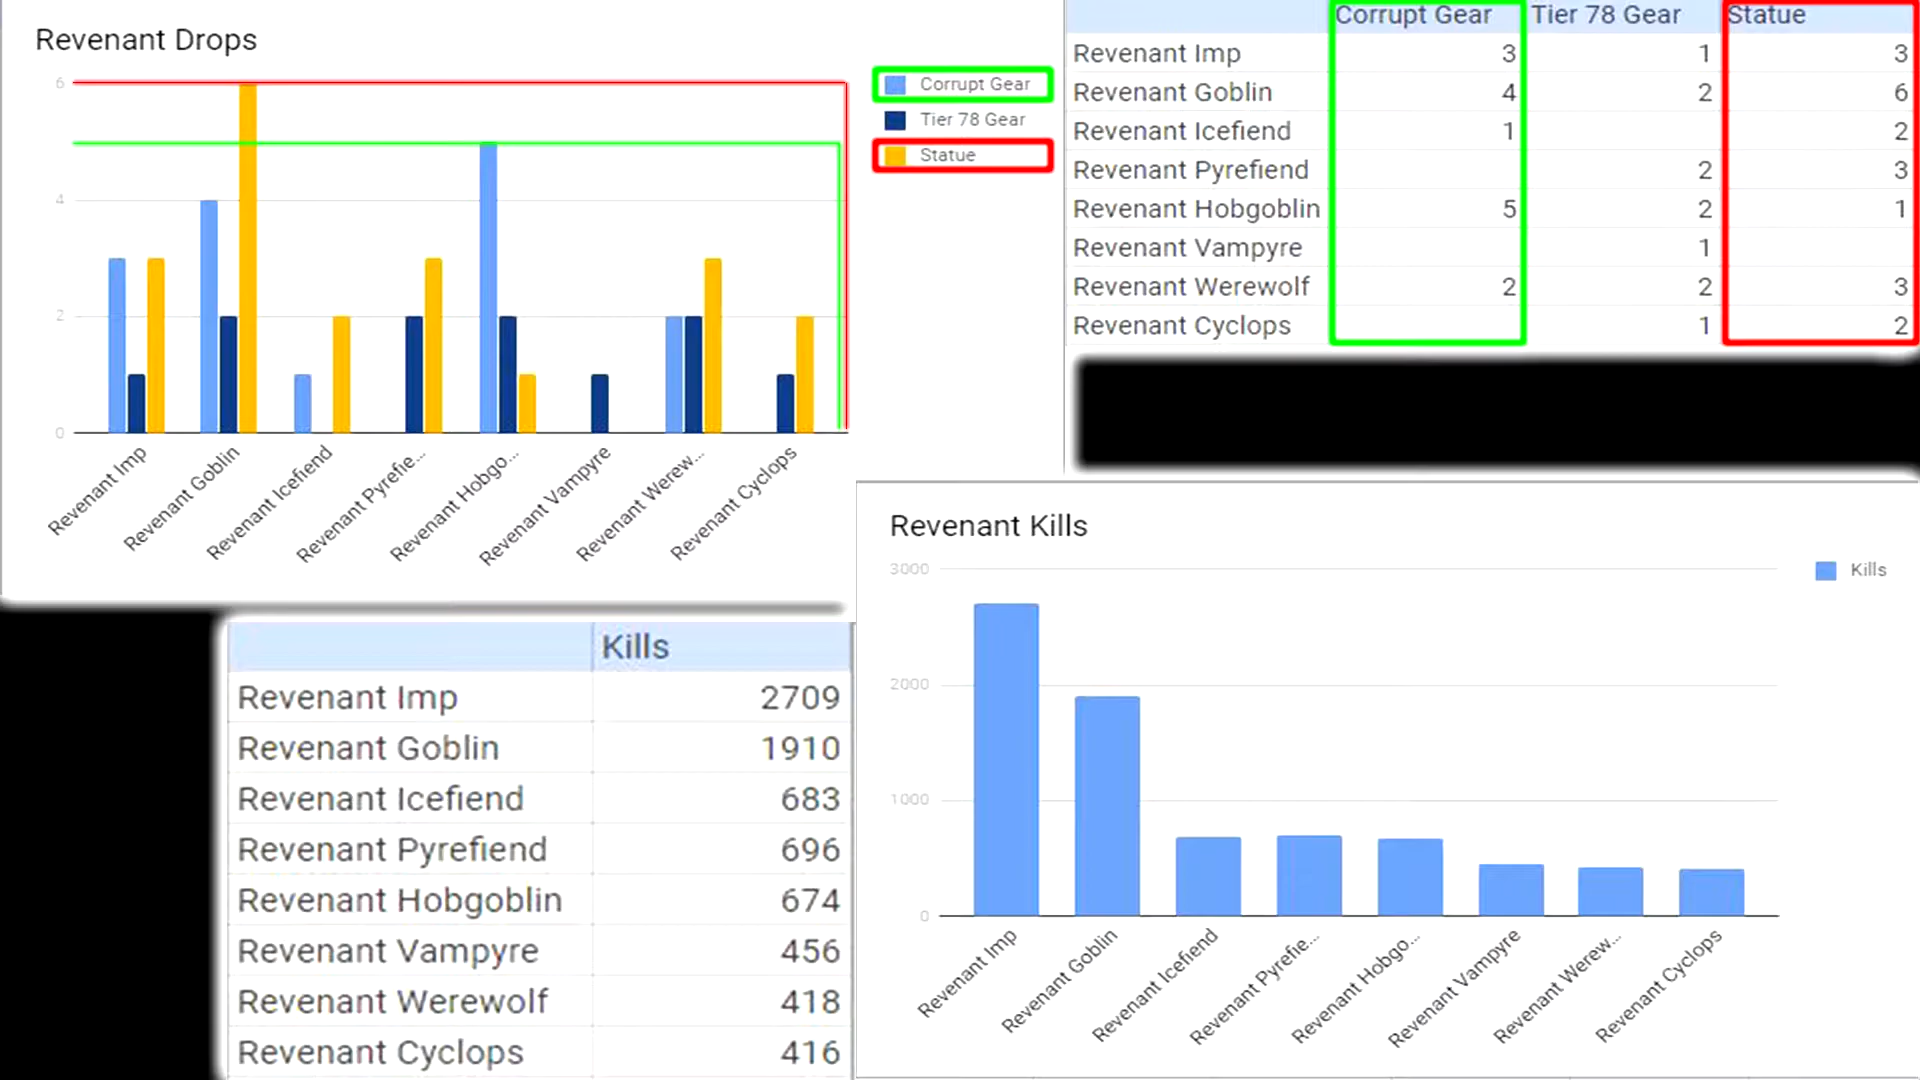 Revenant Drops
6
4
2
0
Revenant Imp
Revenant Goblin
Revenant Icefiend
Revenant Pyrefie...
Revenant Hobgo...
Revenant Vampyre
Revenant Werew...
Revenant Cyclops
Corrupt Gear
Tier 78 Gear
Statue
Corrupt Gear Tier 78 Gear Statue
Revenant Imp 3 1 3
Revenant Goblin 4 2 6
Revenant Icefiend 1 2
Revenant Pyrefiend 2 3
Revenant Hobgoblin 5 2 1
Revenant Vampyre 1
Revenant Werewolf 2 2 3
Revenant Cyclops 1 2
Kills
Revenant Imp 2709
Revenant Goblin 1910
Revenant Icefiend 683
Revenant Pyrefiend 696
Revenant Hobgoblin 674
Revenant Vampyre 456
Revenant Werewolf 418
Revenant Cyclops 416
Revenant Kills
3000
2000
1000
0
Revenant Imp
Revenant Goblin
Revenant Icefiend
Revenant Pyrefie...
Revenant Hobgo...
Revenant Vampyre
Revenant Werew...
Revenant Cyclops
Kills